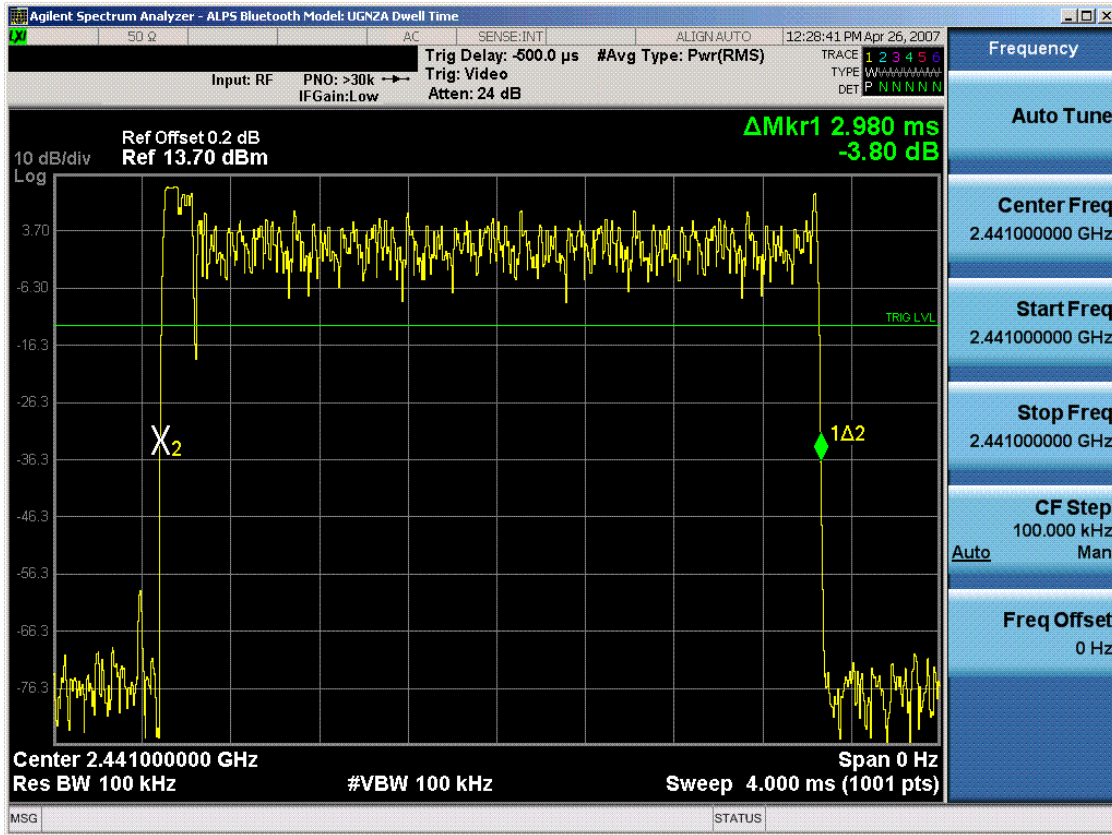 Agilent Spectrum Analyzer - ALPS Bluetooth Model: UGNZA Dwell Time
LXI 50 Ω AC SENSE:INT ALIGN AUTO 12:28:41 PM Apr 26, 2007
Trig Delay: -500.0 µs #Avg Type: Pwr(RMS) TRACE 1 2 3 4 5 6
Input: RF PNO: >30k Trig: Video TYPE W
IFGain:Low Atten: 24 dB DET P N N N N N
ΔMkr1 2.980 ms
-3.80 dB
Ref Offset 0.2 dB
10 dB/div Ref 13.70 dBm
Log
3.70
-6.30
TRIG LVL
-16.3
-26.3
X2
1Δ2
-36.3
-46.3
-56.3
-66.3
-76.3
Center 2.441000000 GHz Span 0 Hz
Res BW 100 kHz #VBW 100 kHz Sweep 4.000 ms (1001 pts)
MSG STATUS
Frequency
Auto Tune
Center Freq
2.441000000 GHz
Start Freq
2.441000000 GHz
Stop Freq
2.441000000 GHz
CF Step
100.000 kHz
Auto Man
Freq Offset
0 Hz